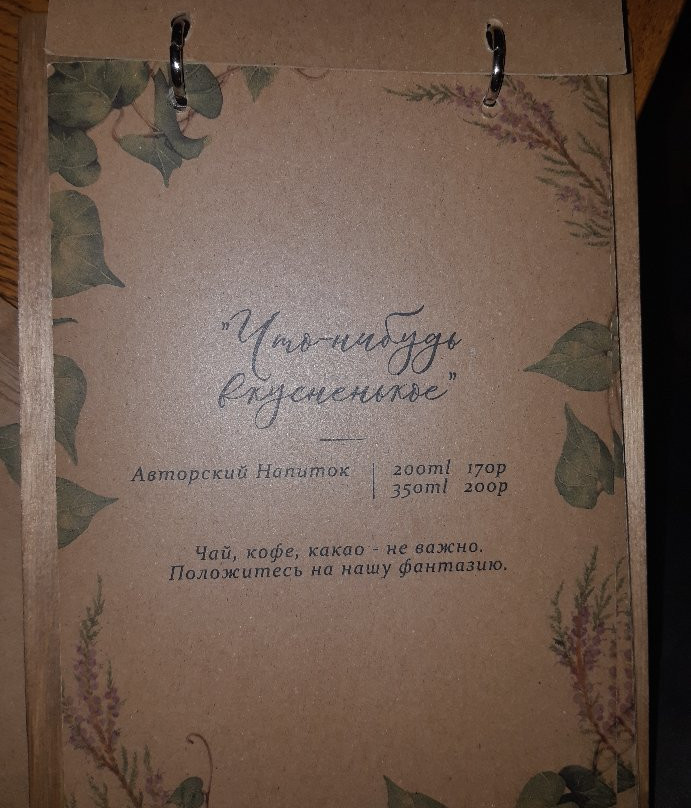 "Что-нибудь
вкусненькое"
Авторский Напиток | 200ml 170р
350ml 200р
Чай, кофе, какао - не важно.
Положитесь на нашу фантазию.